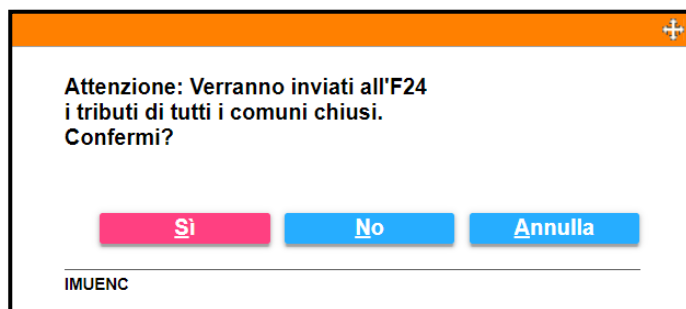 Attenzione: Verranno inviati all'F24
i tributi di tutti i comuni chiusi.
Confermi?
Sì No Annulla
IMUENC